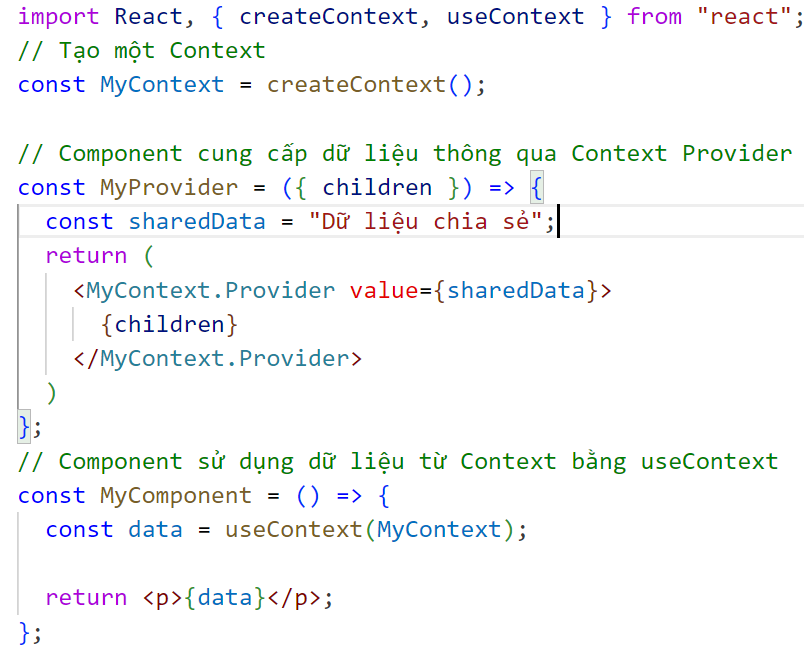 import React, { createContext, useContext } from "react";
// Tạo một Context
const MyContext = createContext();
// Component cung cấp dữ liệu thông qua Context Provider
const MyProvider = ({ children }) => {
const sharedData = "Dữ liệu chia sẻ";
return (
<MyContext.Provider value={sharedData}>
{children}
</MyContext.Provider>
)
};
// Component sử dụng dữ liệu từ Context bằng useContext
const MyComponent = () => {
const data = useContext(MyContext);
return <p>{data}</p>;
};